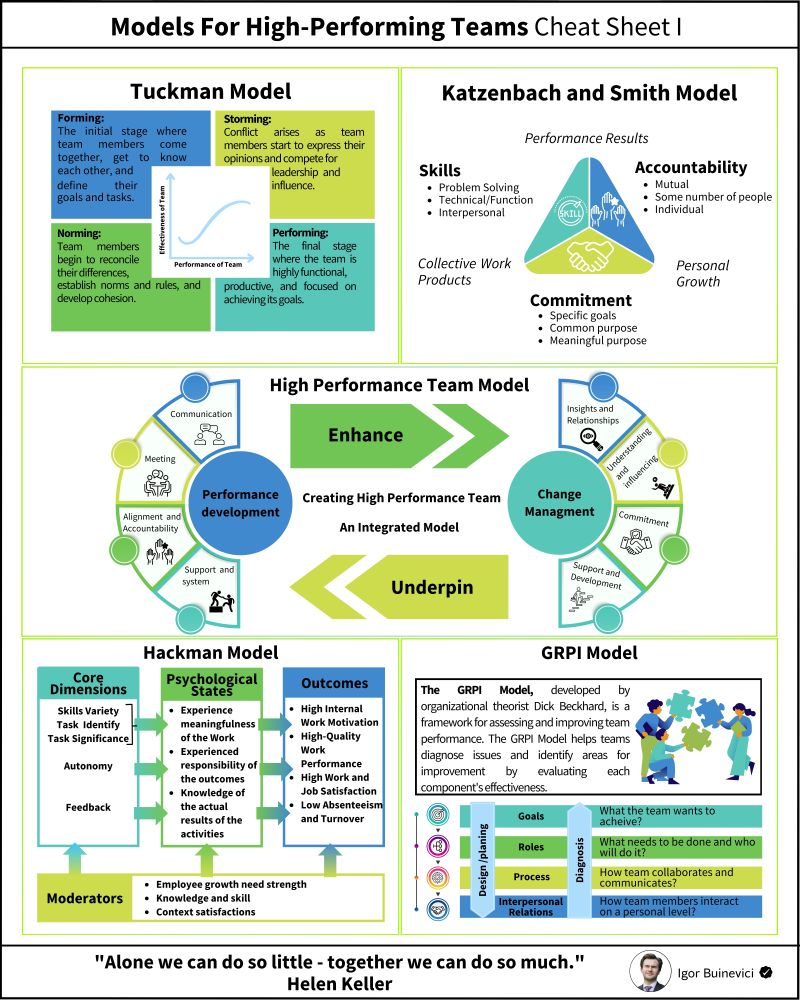 Models For High-Performing Teams Cheat Sheet I
Tuckman Model
Forming:
The initial stage where
team members come
together, get to know
each other, and
define their
goals and tasks.
Storming:
Conflict arises as team
members start to express their
opinions and compete for
leadership and
influence.
Norming:
Team members
begin to reconcile
their differences,
establish norms and rules, and
develop cohesion.
Performing:
The final stage
where the team is
highly functional,
productive, and focused on
achieving its goals.
Effectiveness of Team
Performance of Team
Katzenbach and Smith Model
Performance Results
Skills
• Problem Solving
• Technical/Function
• Interpersonal
Accountability
• Mutual
• Some number of people
• Individual
SKILL
Collective Work
Products
Personal
Growth
Commitment
• Specific goals
• Common purpose
• Meaningful purpose
High Performance Team Model
Communication
Meeting
Alignment and
Accountability
Support and
system
Performance
development
Enhance
Creating High Performance Team
An Integrated Model
Underpin
Change
Managment
Insights and
Relationships
Understanding
and
influencing
Commitment
Support and
Development
Hackman Model
Core
Dimensions
Skills Variety
Task Identify
Task Significance
Autonomy
Feedback
Psychological
States
• Experience
meaningfulness
of the Work
• Experienced
responsibility of
the outcomes
• Knowledge of
the actual
results of the
activities
Outcomes
• High Internal
Work Motivation
• High-Quality
Work
Performance
• High Work and
Job Satisfaction
• Low Absenteeism
and Turnover
Moderators
• Employee growth need strength
• Knowledge and skill
• Context satisfactions
GRPI Model
The GRPI Model, developed by
organizational theorist Dick Beckhard, is a
framework for assessing and improving team
performance. The GRPI Model helps teams
diagnose issues and identify areas for
improvement by evaluating each
component's effectiveness.
Design/planing
Diagnosis
Goals
What the team wants to
acheive?
Roles
What needs to be done and who
will do it?
Process
How team collaborates and
communicates?
Interpersonal
Relations
How team members interact
on a personal level?
"Alone we can do so little - together we can do so much."
Helen Keller
Igor Buinevici